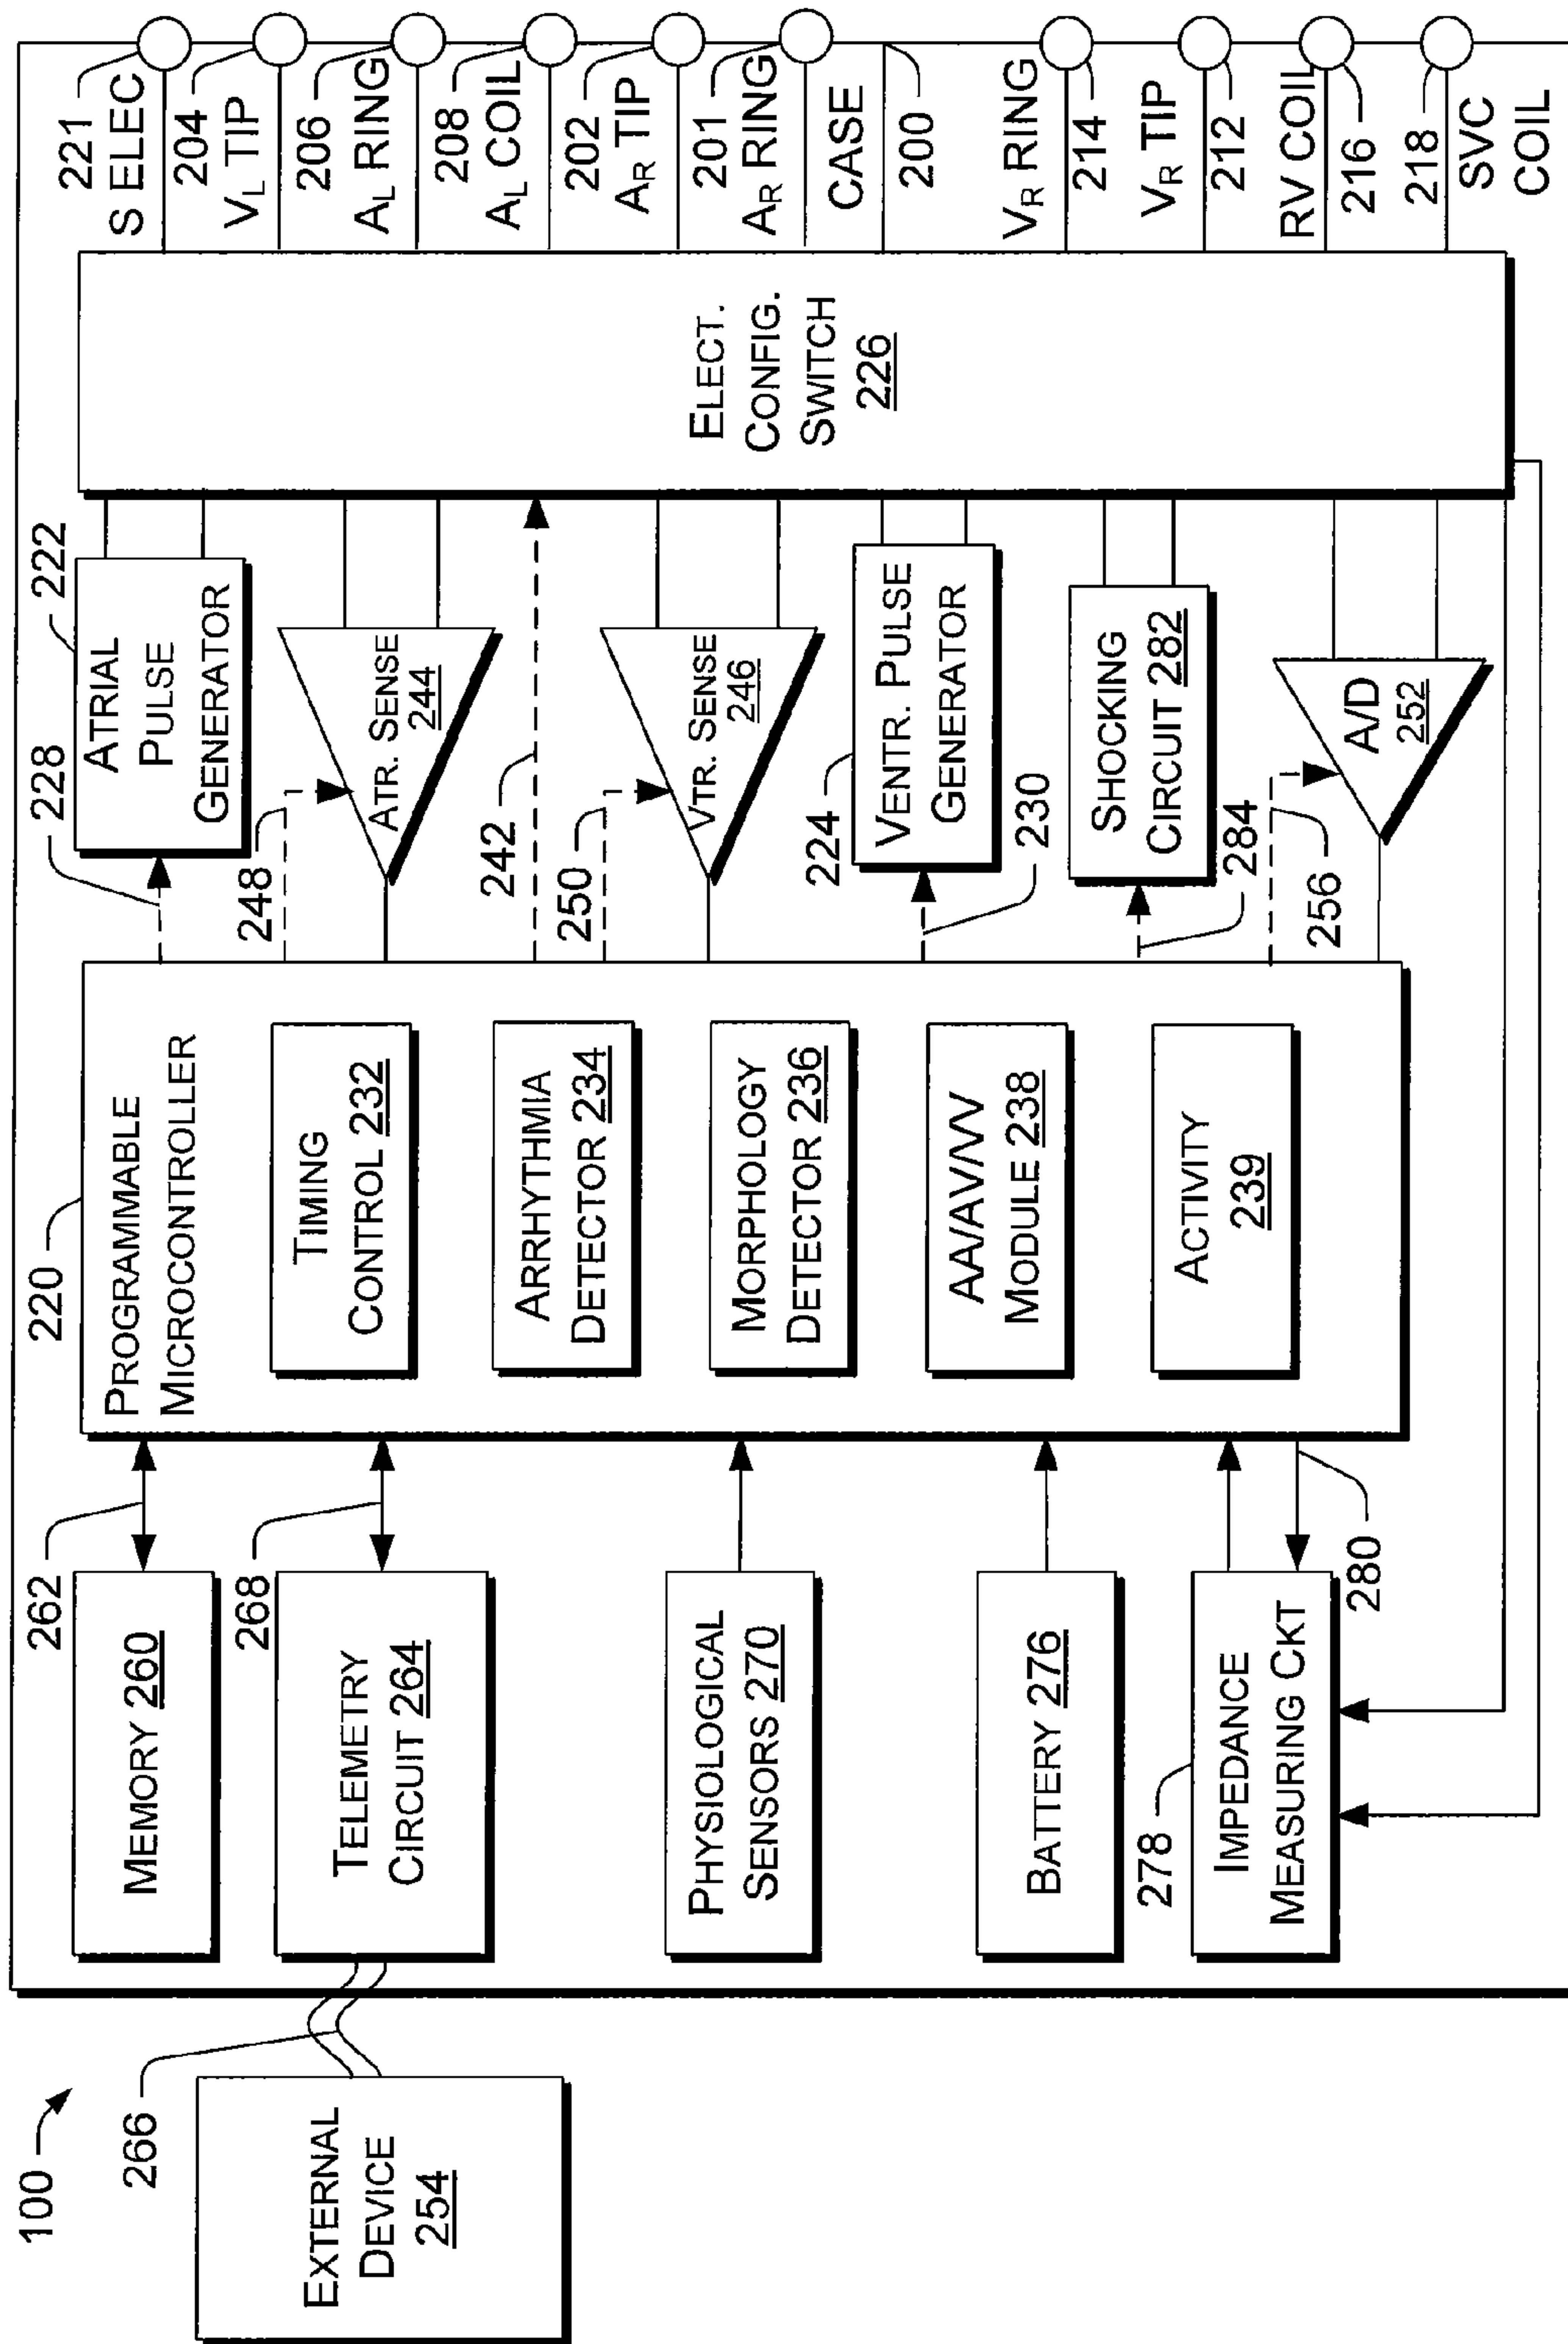 100
EXTERNAL
DEVICE
254
266
MEMORY 260
262
TELEMETRY
CIRCUIT 264
268
PHYSIOLOGICAL
SENSORS 270
BATTERY 276
278
IMPEDANCE
MEASURING CKT
280
220
PROGRAMMABLE
MICROCONTROLLER
TIMING
CONTROL 232
ARRHYTHMIA
DETECTOR 234
MORPHOLOGY
DETECTOR 236
AA/AV/VV
MODULE 238
ACTIVITY
239
228
222
ATRIAL
PULSE
GENERATOR
248
ATR. SENSE
244
242
250
VTR. SENSE
246
224
VENTR. PULSE
GENERATOR
230
SHOCKING
CIRCUIT 282
284
256
A/D
252
ELECT.
CONFIG.
SWITCH
226
221
S ELEC
204
VL TIP
206
AL RING
208
AL COIL
202
AR TIP
201
AR RING
CASE
200
VR RING
214
VR TIP
212
RV COIL
216
218
SVC
COIL